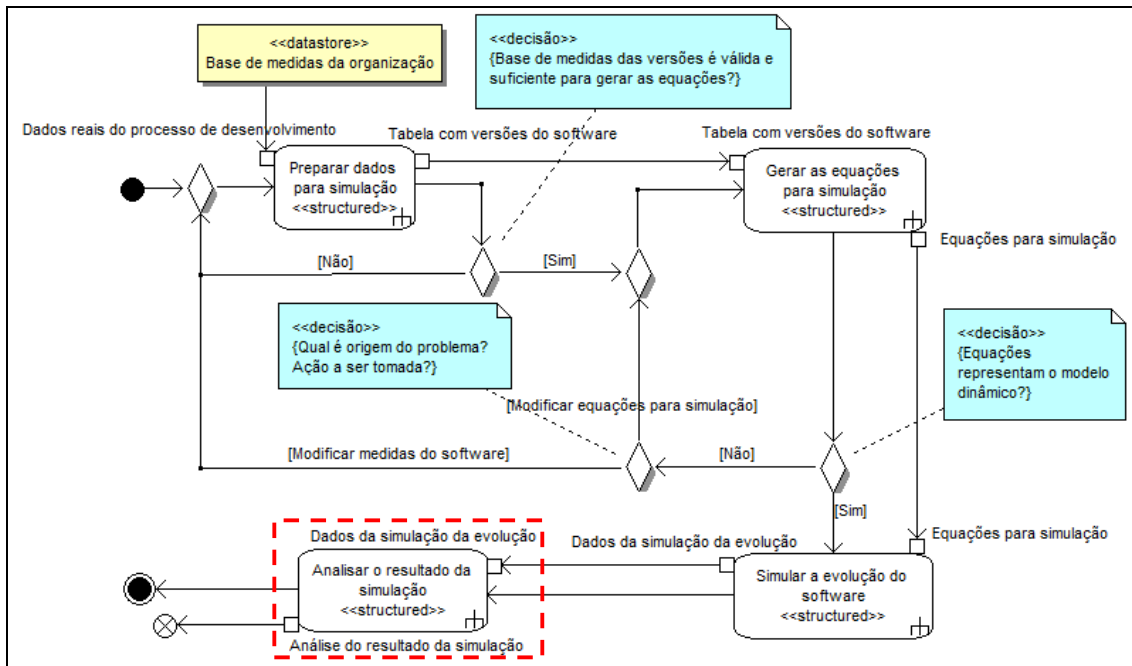 <<datastore>>
Base de medidas da organização
<<decisão>>
{Base de medidas das versões é válida e
suficiente para gerar as equações?}
Dados reais do processo de desenvolvimento
Tabela com versões do software
Tabela com versões do software
Preparar dados
para simulação
<<structured>>
Gerar as equações
para simulação
<<structured>>
Equações para simulação
[Não]
[Sim]
<<decisão>>
{Qual é origem do problema?
Ação a ser tomada?}
<<decisão>>
{Equações
representam o modelo
dinâmico?}
[Modificar equações para simulação]
[Modificar medidas do software]
[Não]
[Sim]
Equações para simulação
Dados da simulação da evolução
Dados da simulação da evolução
Analisar o resultado da
simulação
<<structured>>
Simular a evolução do
software
<<structured>>
Análise do resultado da simulação